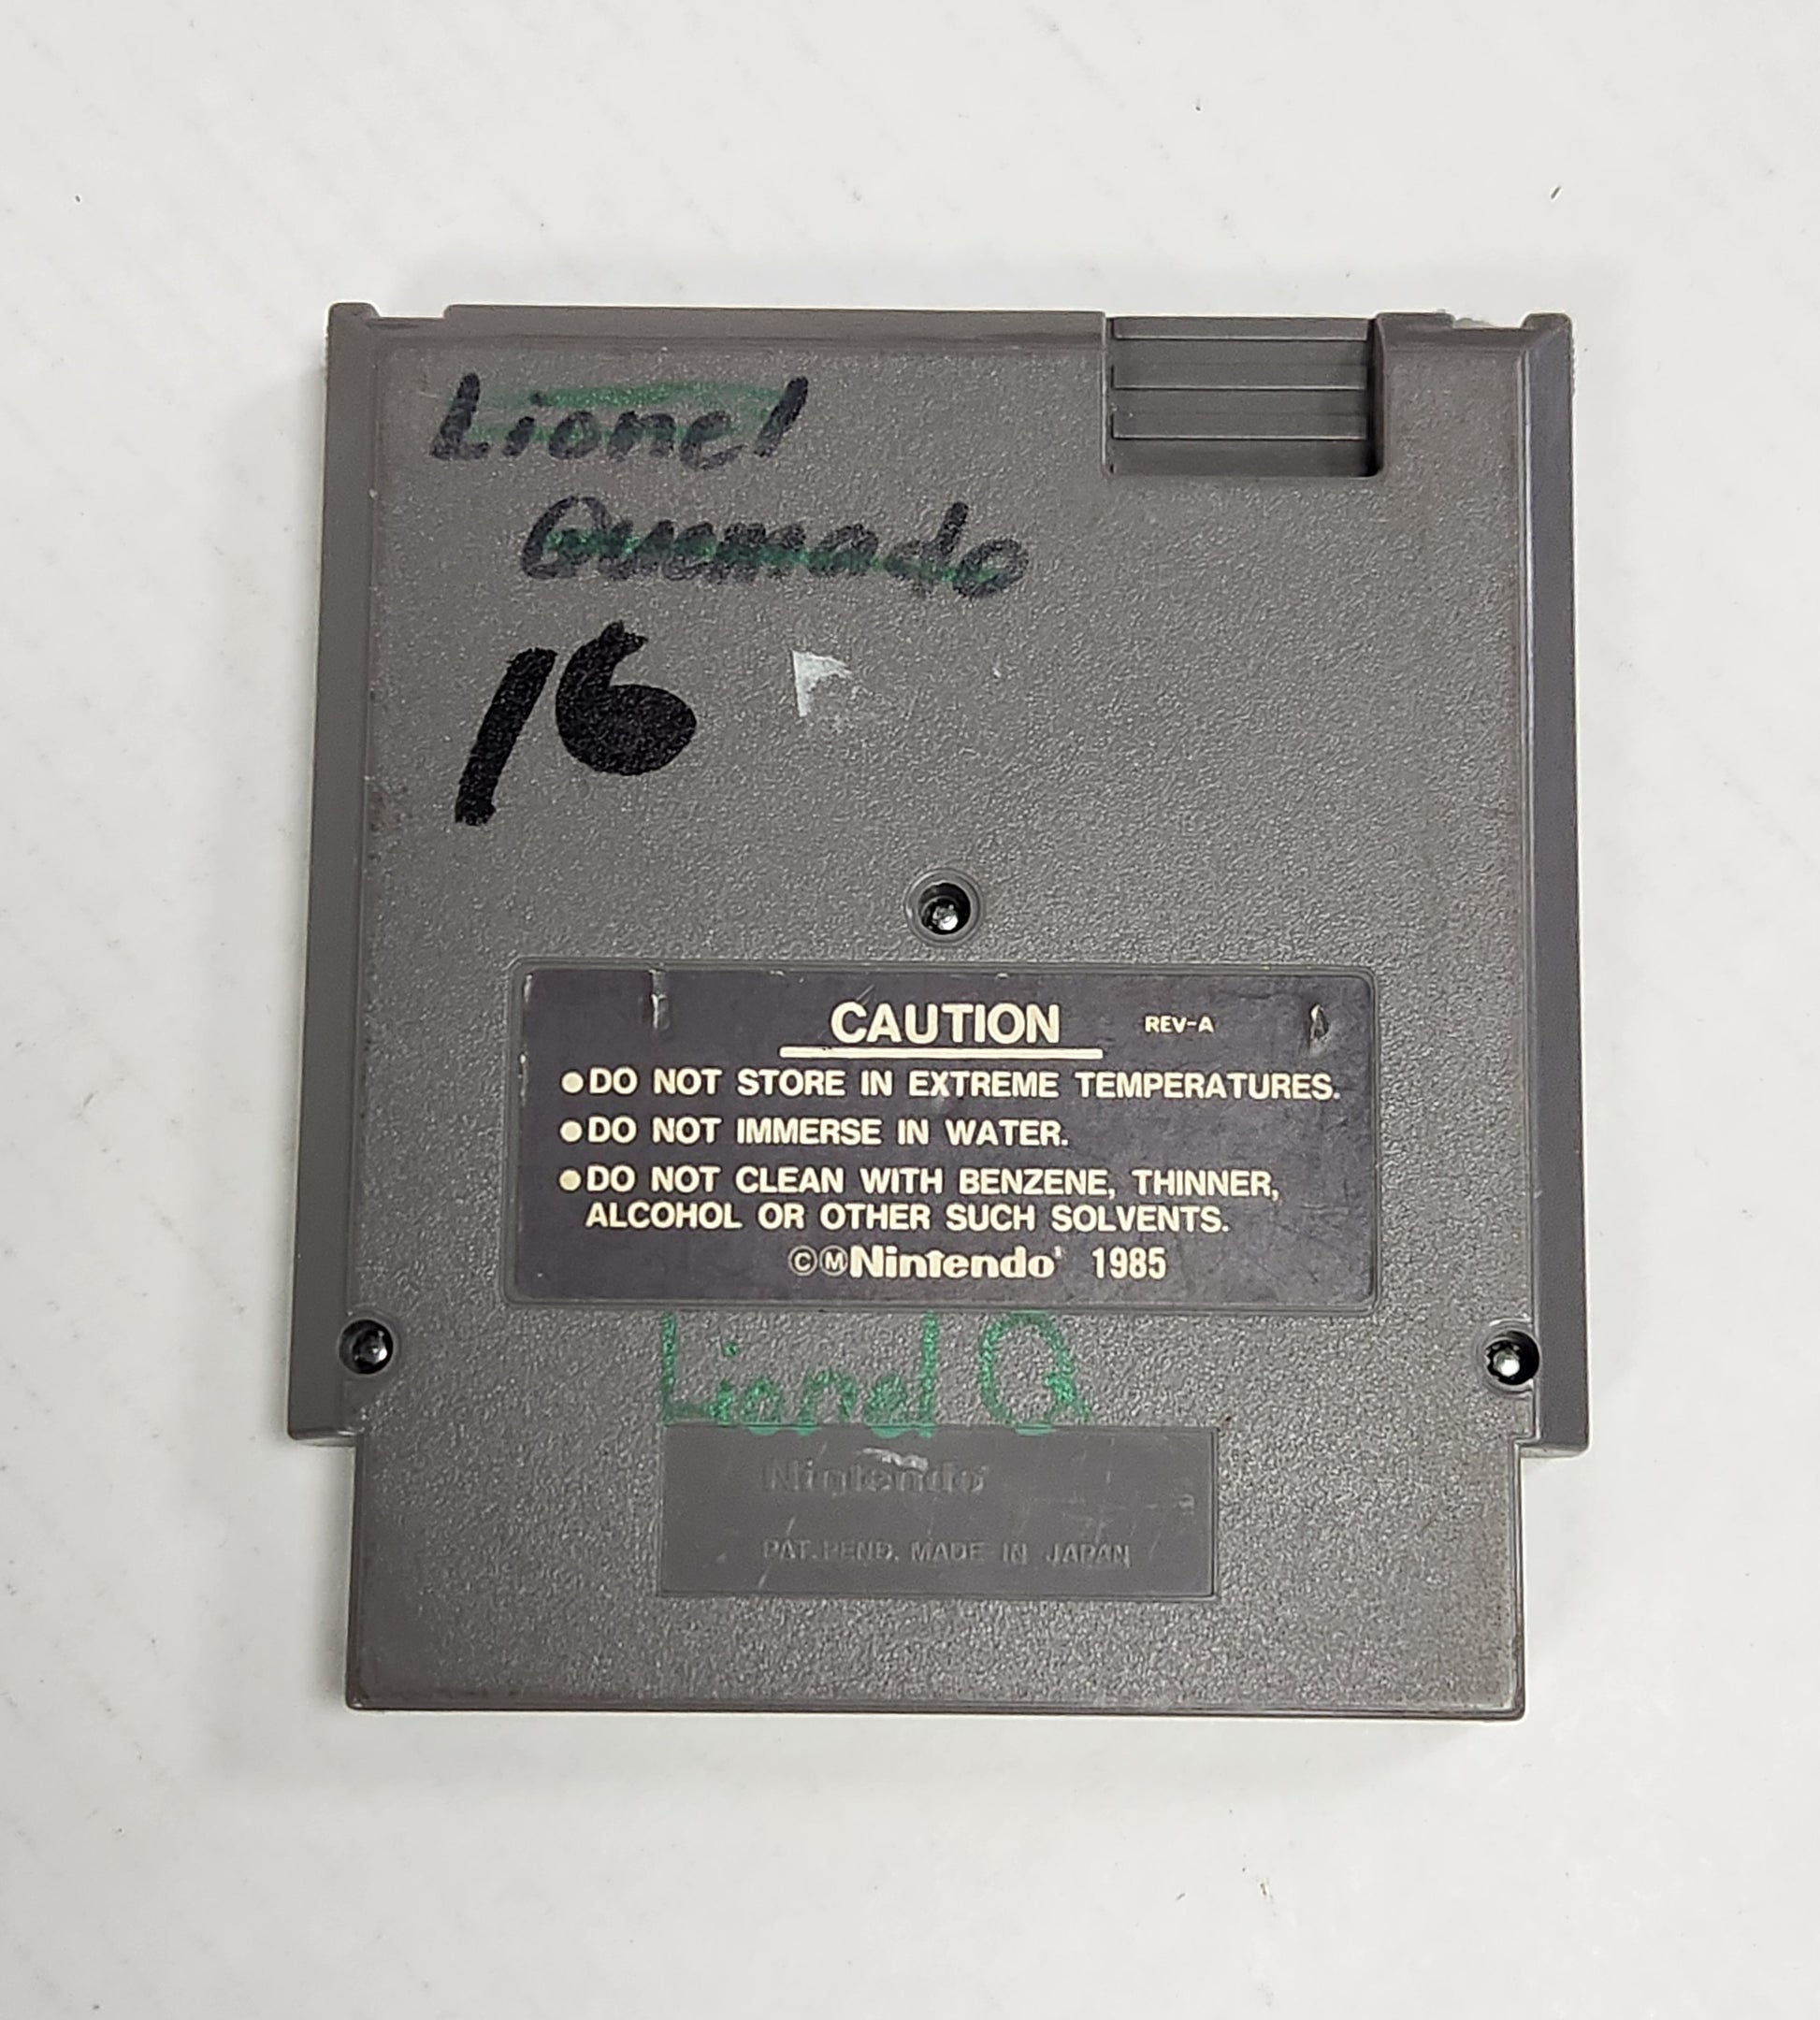 Lionel
Quemado
16
CAUTION REV-A
●DO NOT STORE IN EXTREME TEMPERATURES.
●DO NOT IMMERSE IN WATER.
●DO NOT CLEAN WITH BENZENE, THINNER,
ALCOHOL OR OTHER SUCH SOLVENTS.
©Ⓜ Nintendo® 1985
Lionel Q
Nintendo®
PAT. PEND. MADE IN JAPAN